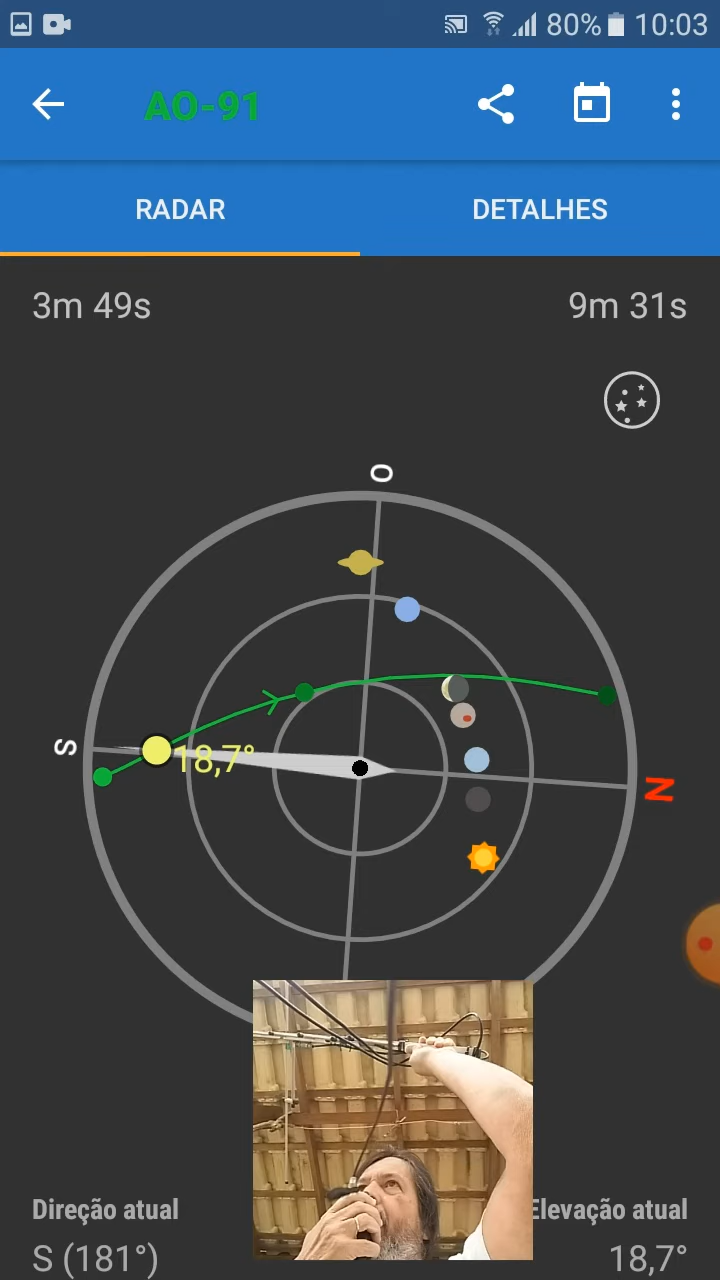 80% 10:03
AO-91
RADAR DETALHES
3m 49s 9m 31s
O
S
18,7°
N
Direção atual Elevação atual
S (181°) 18,7°